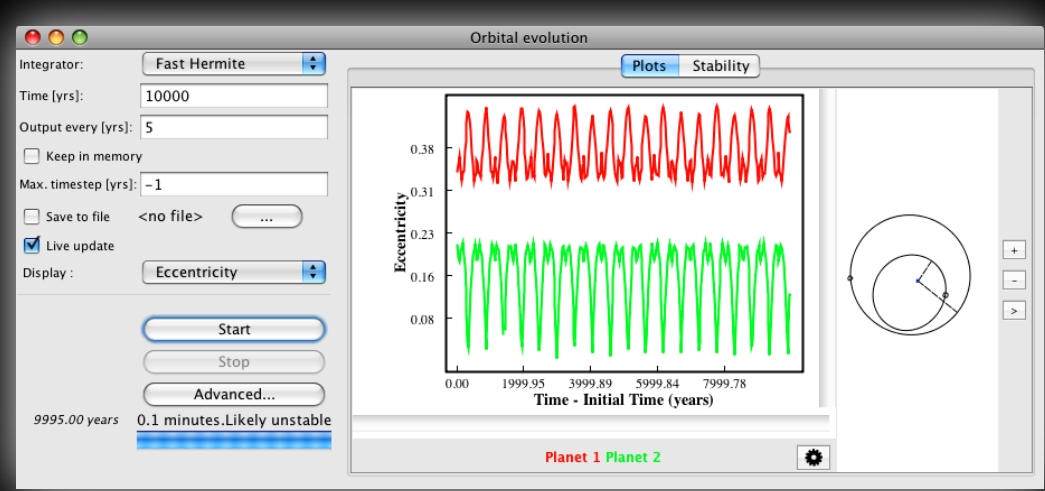 Orbital evolution
Integrator: Fast Hermite
Time [yrs]: 10000
Output every [yrs]: 5
Keep in memory
Max. timestep [yrs]: -1
Save to file <no file> ...
Live update
Display : Eccentricity
Start
Stop
Advanced...
9995.00 years 0.1 minutes.Likely unstable
Plots Stability
Eccentricity
0.38
0.31
0.23
0.16
0.08
0.00 1999.95 3999.89 5999.84 7999.78
Time - Initial Time (years)
Planet 1 Planet 2
+
-
>